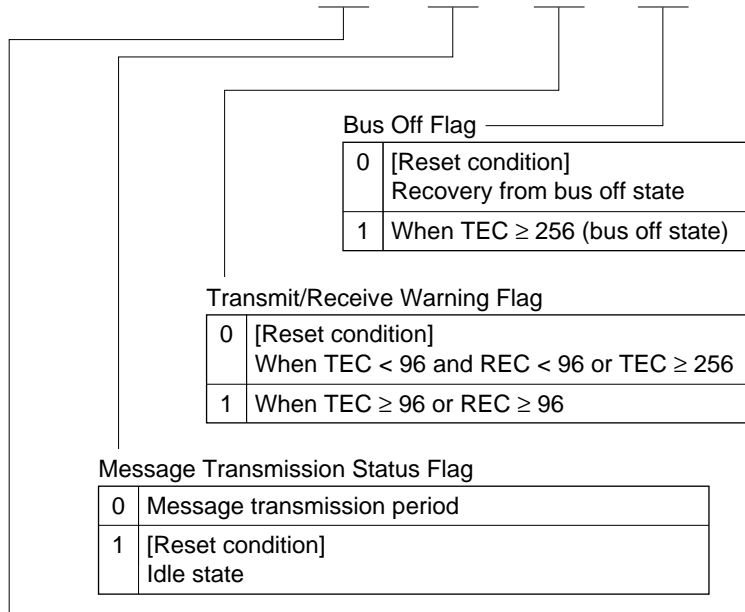 Bus Off Flag
0 [Reset condition]
Recovery from bus off state
1 When TEC ≥ 256 (bus off state)
Transmit/Receive Warning Flag
0 [Reset condition]
When TEC < 96 and REC < 96 or TEC ≥ 256
1 When TEC ≥ 96 or REC ≥ 96
Message Transmission Status Flag
0 Message transmission period
1 [Reset condition]
Idle state